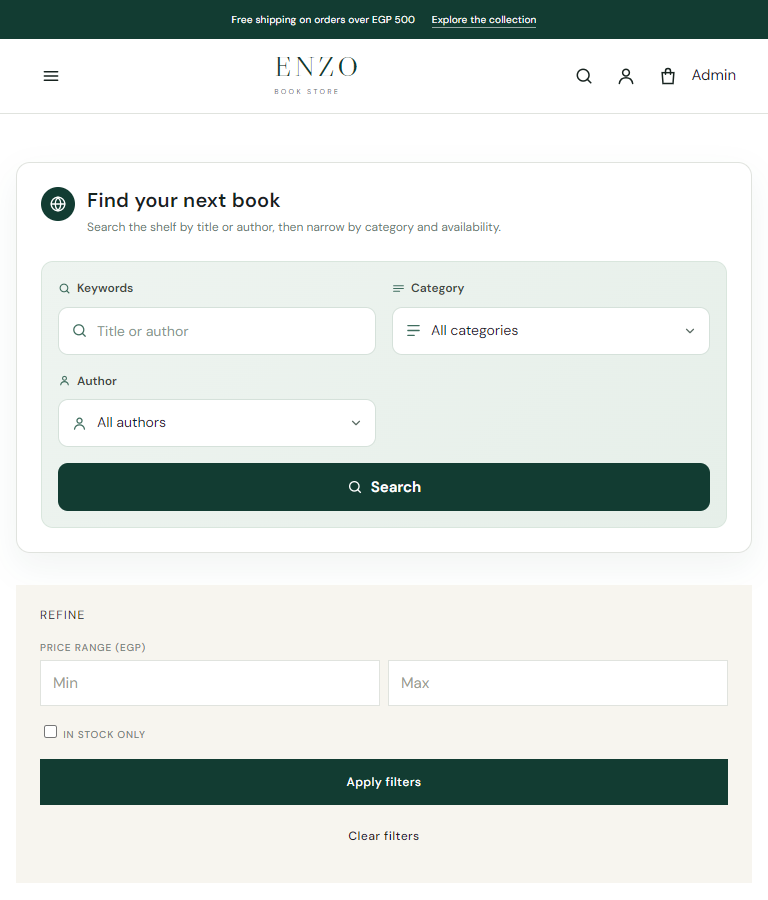 Free shipping on orders over EGP 500 Explore the collection
ENZO
BOOK STORE
Admin
Find your next book
Search the shelf by title or author, then narrow by category and availability.
Keywords
Category
Title or author
All categories
Author
All authors
Search
REFINE
PRICE RANGE (EGP)
Min
Max
IN STOCK ONLY
Apply filters
Clear filters